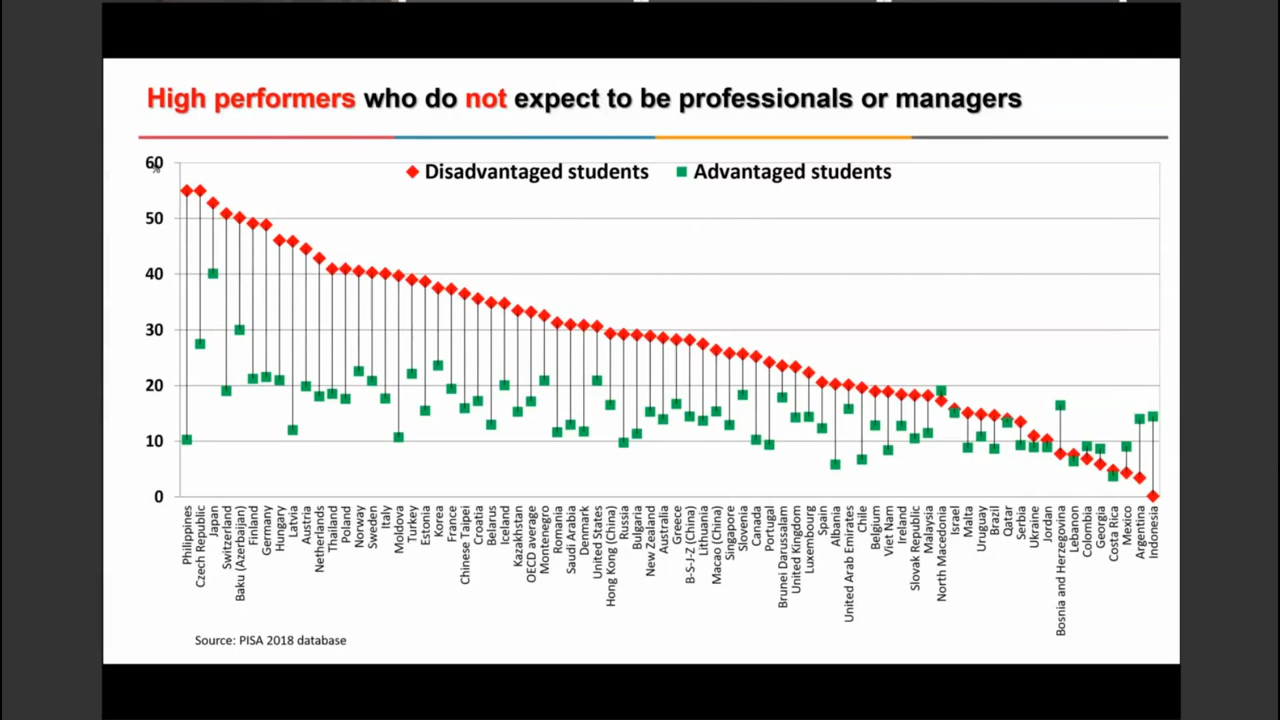 High performers who do not expect to be professionals or managers
60
%
Disadvantaged students
Advantaged students
50
40
30
20
10
0
Philippines
Czech Republic
Japan
Switzerland
Baku (Azerbaijan)
Finland
Germany
Hungary
Latvia
Austria
Netherlands
Thailand
Poland
Norway
Sweden
Italy
Moldova
Turkey
Estonia
Korea
France
Chinese Taipei
Croatia
Belarus
Iceland
Kazakhstan
OECD average
Montenegro
Romania
Saudi Arabia
Denmark
United States
Hong Kong (China)
Russia
Bulgaria
New Zealand
Australia
Greece
B-S-J-Z (China)
Lithuania
Macao (China)
Singapore
Slovenia
Canada
Portugal
Brunei Darussalam
United Kingdom
Luxembourg
Spain
Albania
United Arab Emirates
Chile
Belgium
Viet Nam
Ireland
Slovak Republic
Malaysia
North Macedonia
Israel
Malta
Uruguay
Brazil
Qatar
Serbia
Ukraine
Jordan
Bosnia and Herzegovina
Lebanon
Colombia
Georgia
Costa Rica
Mexico
Argentina
Indonesia
Source: PISA 2018 database